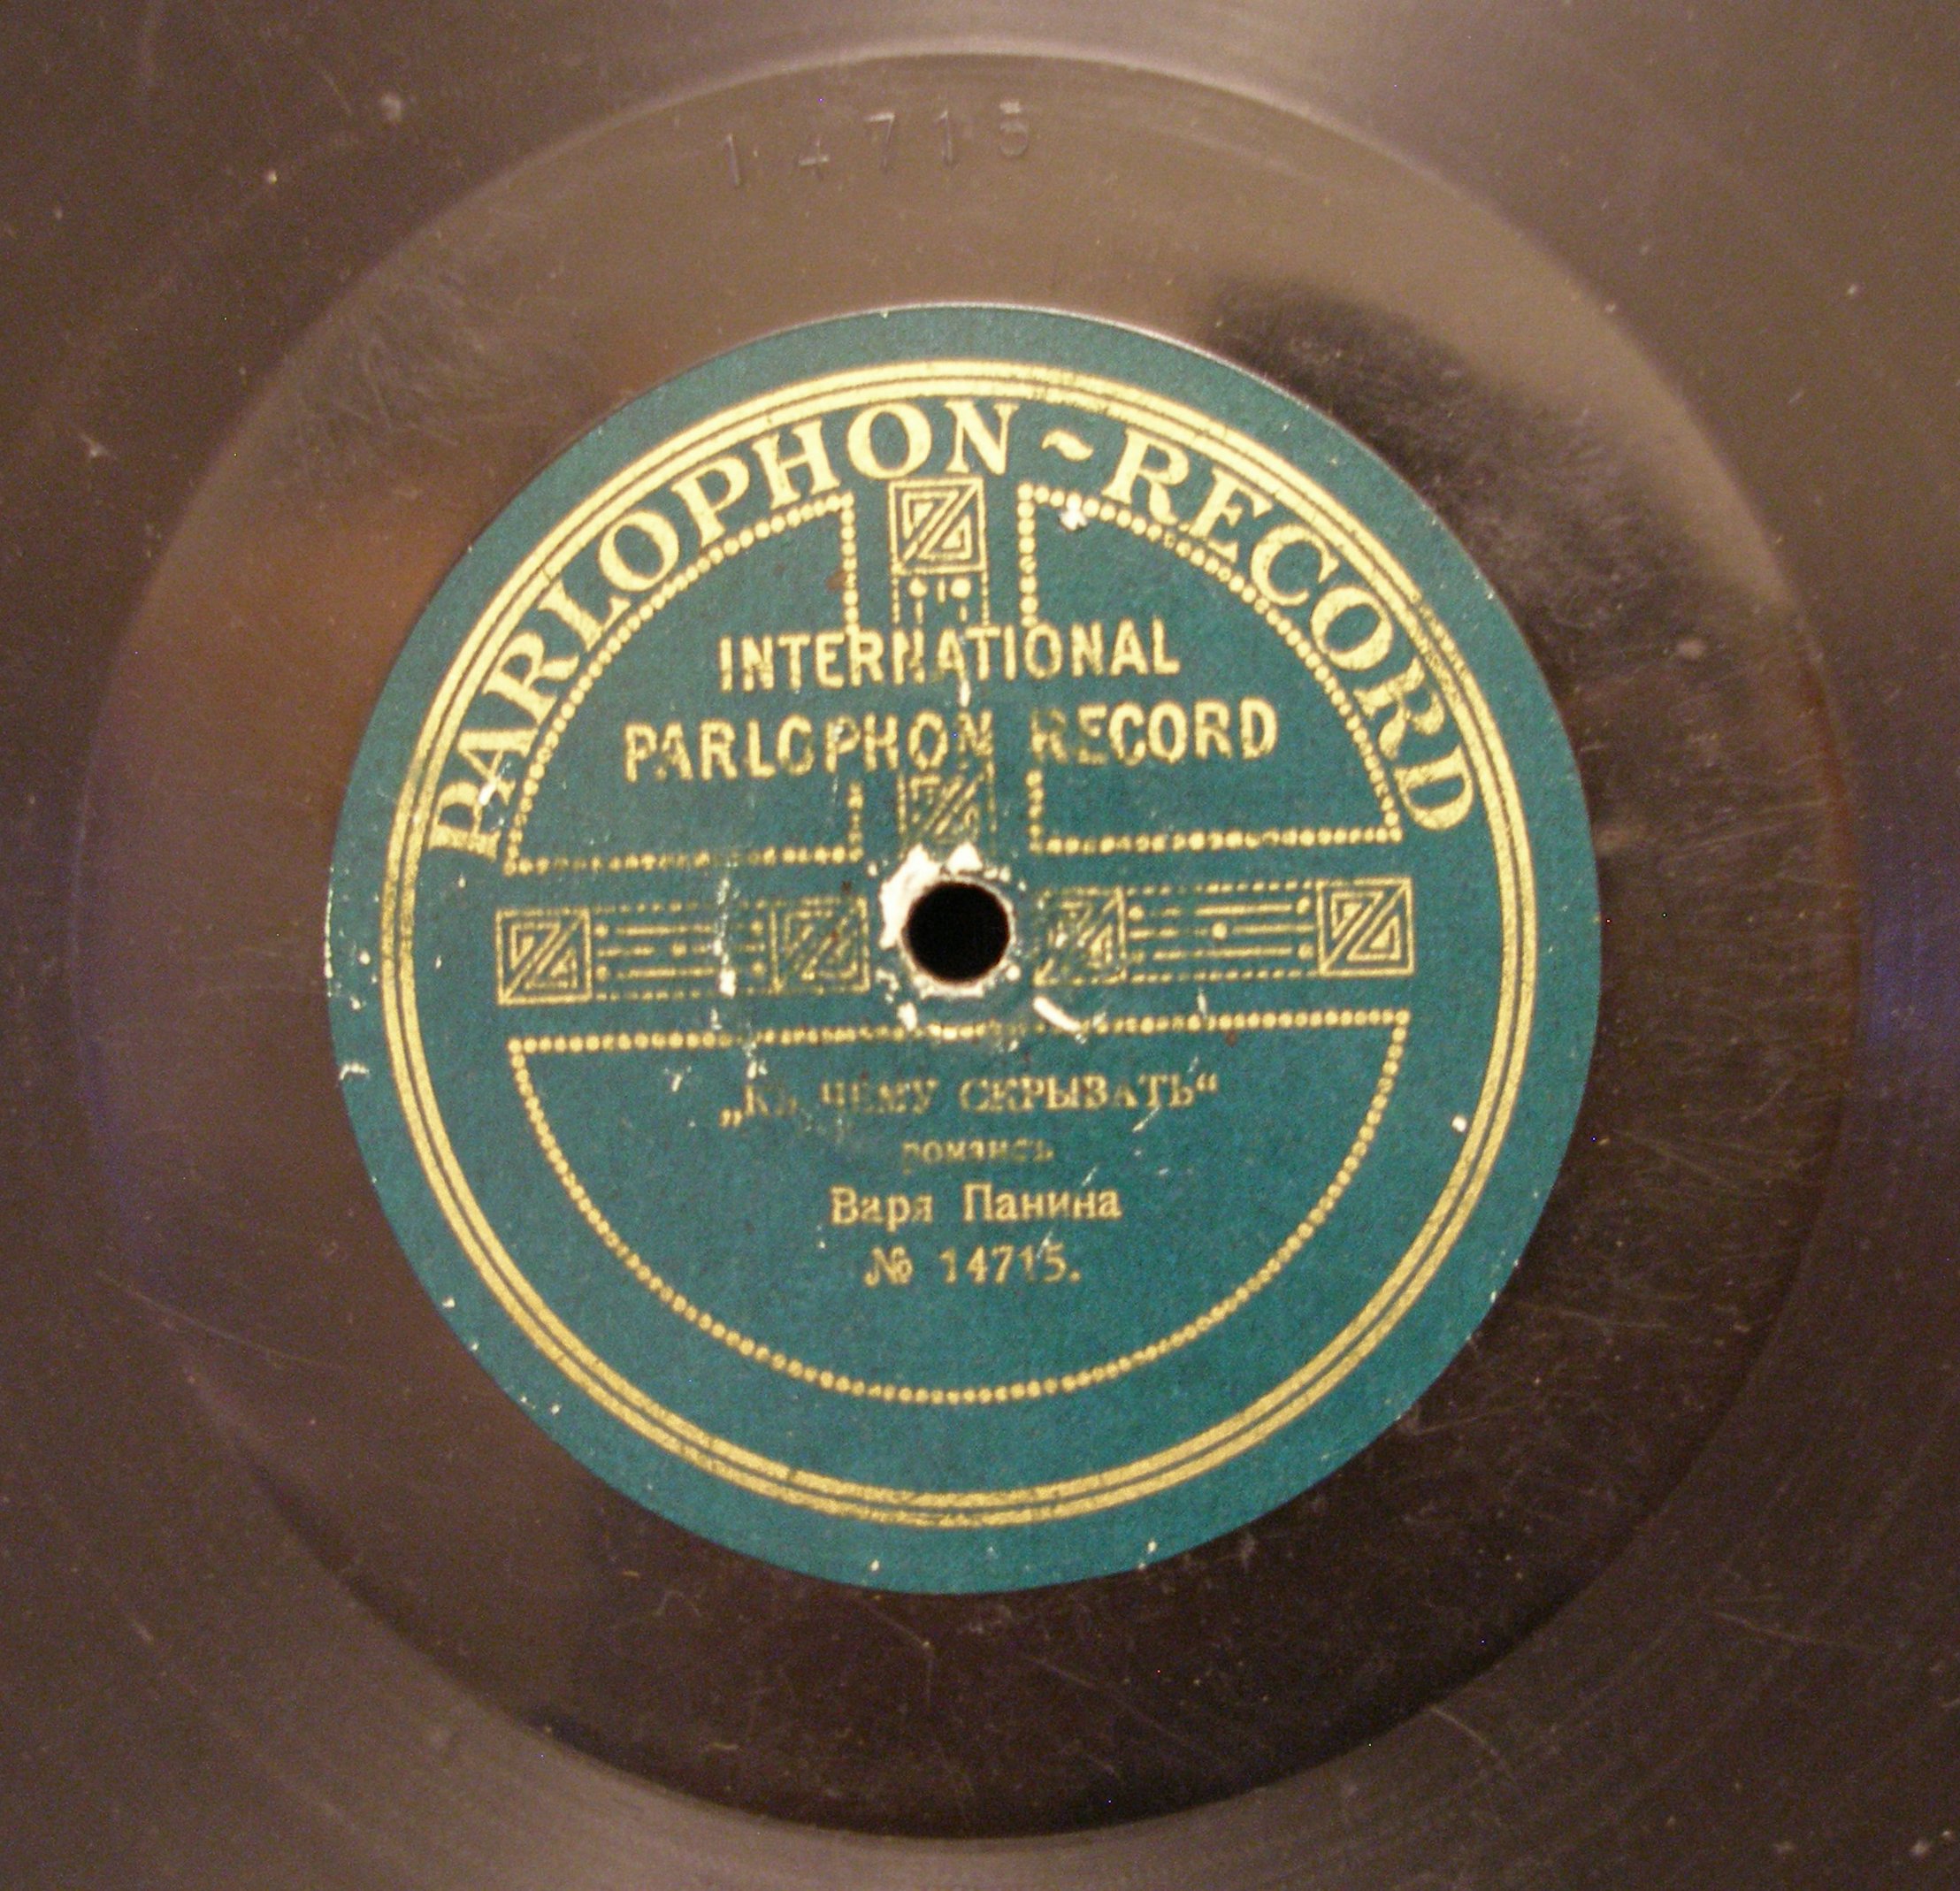 14715
PARLOPHON ~ RECORD
INTERNATIONAL
PARLOPHON RECORD
„КЪ ЧЕМУ СКРЫВАТЬ“
романсъ
Варя Панина
№ 14715.